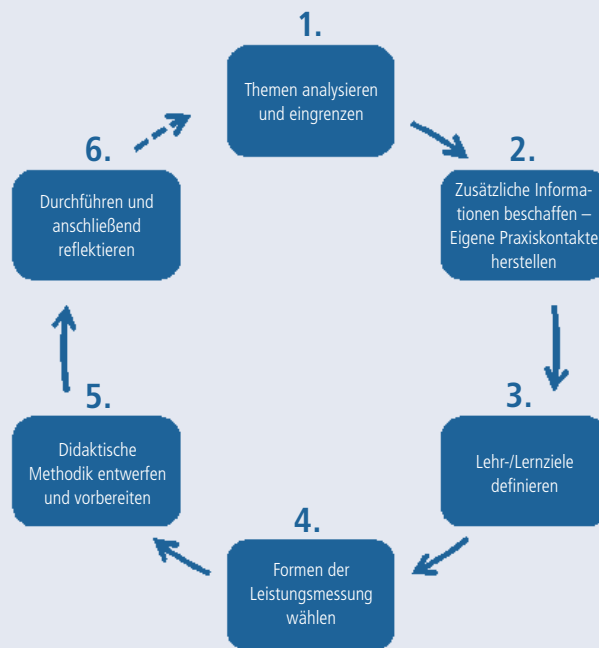 1.
Themen analysieren
und eingrenzen
2.
Zusätzliche Informa-
tionen beschaffen –
Eigene Praxiskontakte
herstellen
3.
Lehr-/Lernziele
definieren
4.
Formen der
Leistungsmessung
wählen
5.
Didaktische
Methodik entwerfen
und vorbereiten
6.
Durchführen und
anschließend
reflektieren